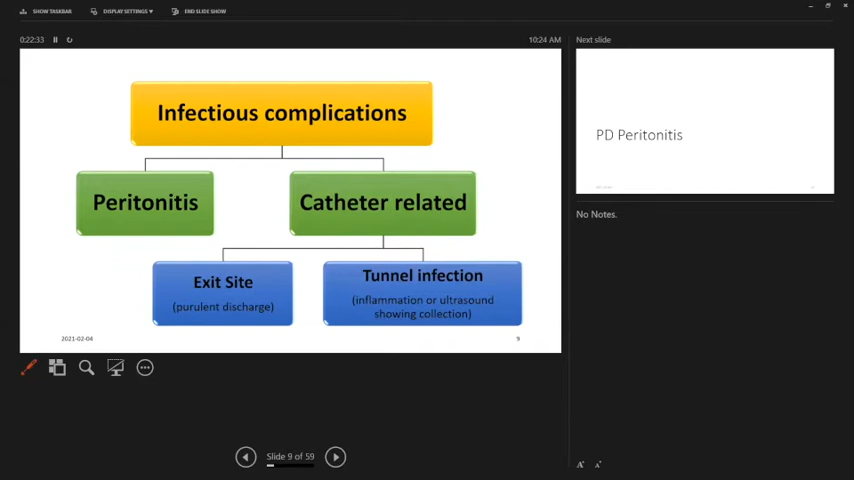 SHOW TASKBAR
DISPLAY SETTINGS ▾
END SLIDE SHOW
0:22:33
10:24 AM
Infectious complications
Peritonitis
Catheter related
Exit Site
(purulent discharge)
Tunnel infection
(inflammation or ultrasound
showing collection)
2021-02-04
9
Slide 9 of 59
Next slide
PD Peritonitis
No Notes.
A
A